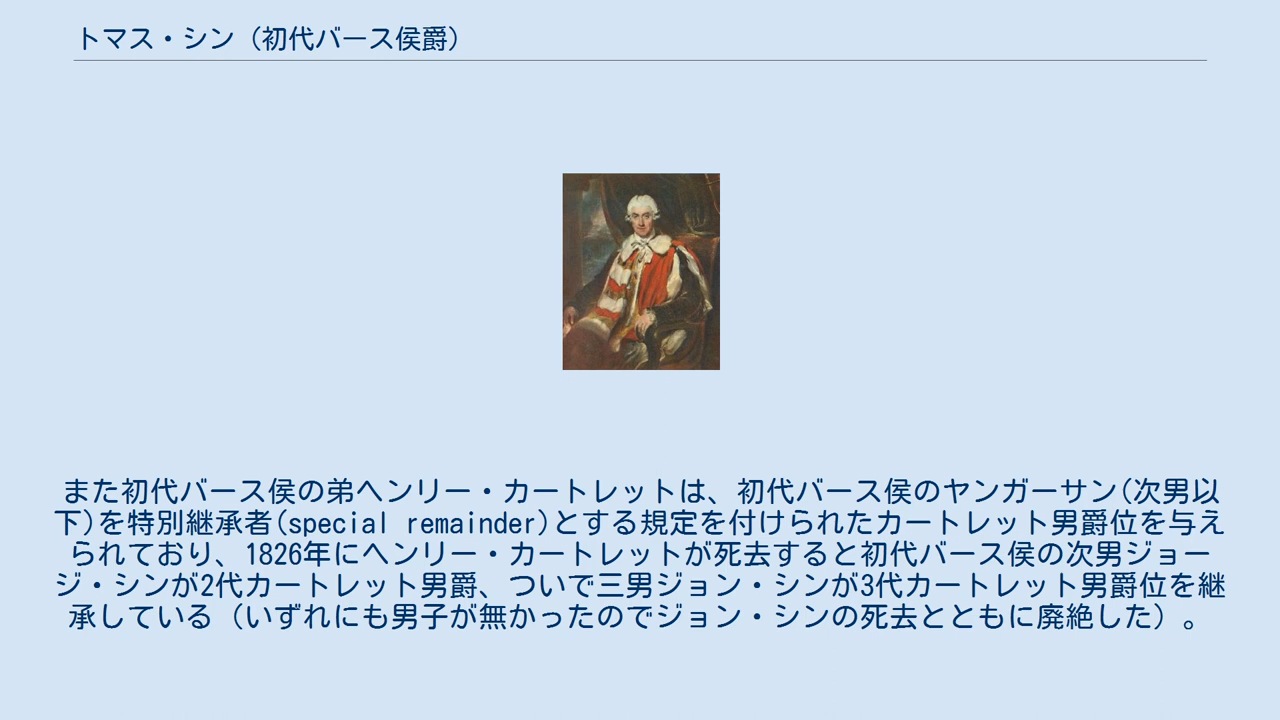 トマス・シン（初代バース侯爵）
また初代バース侯の弟ヘンリー・カートレットは、初代バース侯のヤンガーサン(次男以
下)を特別継承者(special remainder)とする規定を付けられたカートレット男爵位を与え
られており、1826年にヘンリー・カートレットが死去すると初代バース侯の次男ジョー
ジ・シンが2代カートレット男爵、ついで三男ジョン・シンが3代カートレット男爵位を継
承している（いずれにも男子が無かったのでジョン・シンの死去とともに廃絶した）。